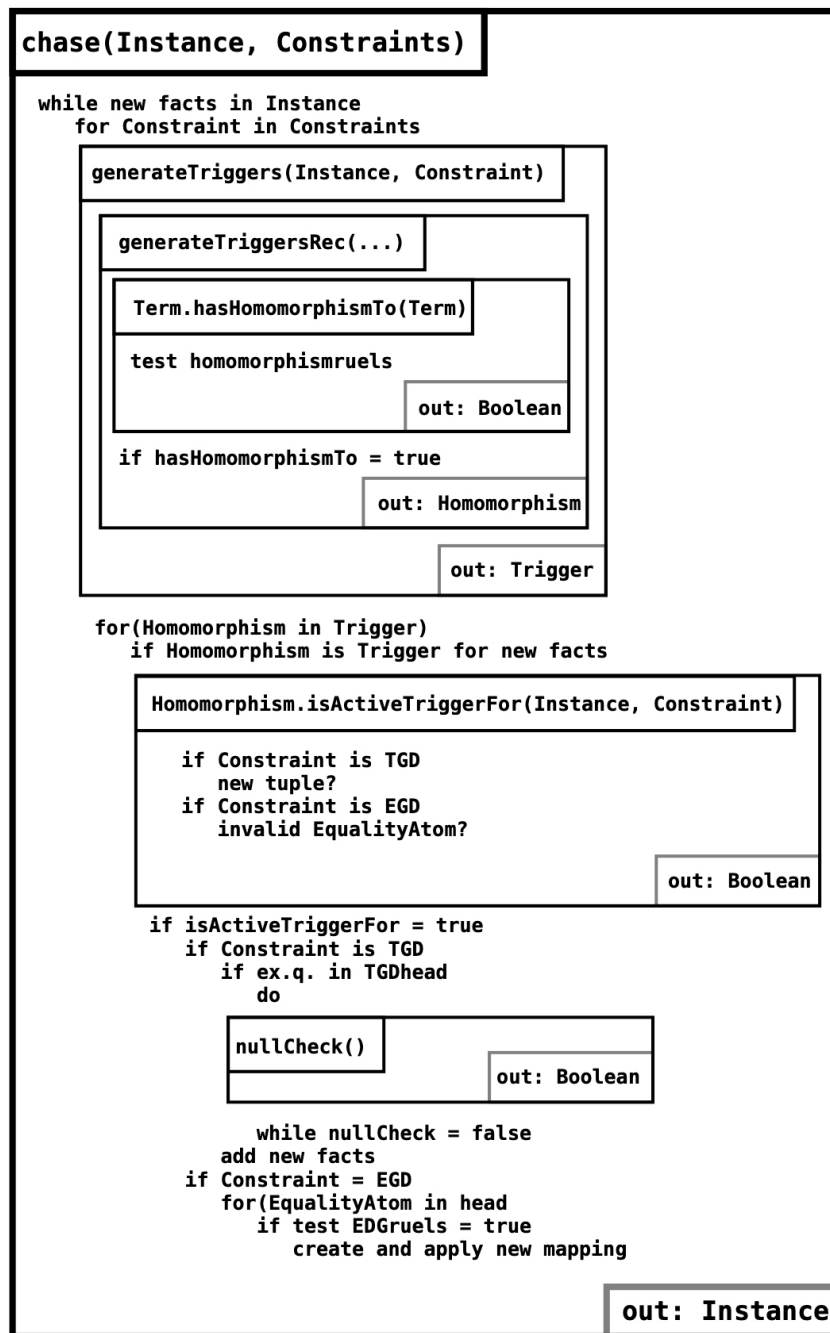 chase(Instance, Constraints)
while new facts in Instance
for Constraint in Constraints
generateTriggers(Instance, Constraint)
generateTriggersRec(...)
Term.hasHomomorphismTo(Term)
test homomorphismruels
out: Boolean
if hasHomomorphismTo = true
out: Homomorphism
out: Trigger
for(Homomorphism in Trigger)
if Homomorphism is Trigger for new facts
Homomorphism.isActiveTriggerFor(Instance, Constraint)
if Constraint is TGD
new tuple?
if Constraint is EGD
invalid EqualityAtom?
out: Boolean
if isActiveTriggerFor = true
if Constraint is TGD
if ex.q. in TGDhead
do
nullCheck()
out: Boolean
while nullCheck = false
add new facts
if Constraint = EGD
for(EqualityAtom in head
if test EDGruels = true
create and apply new mapping
out: Instance